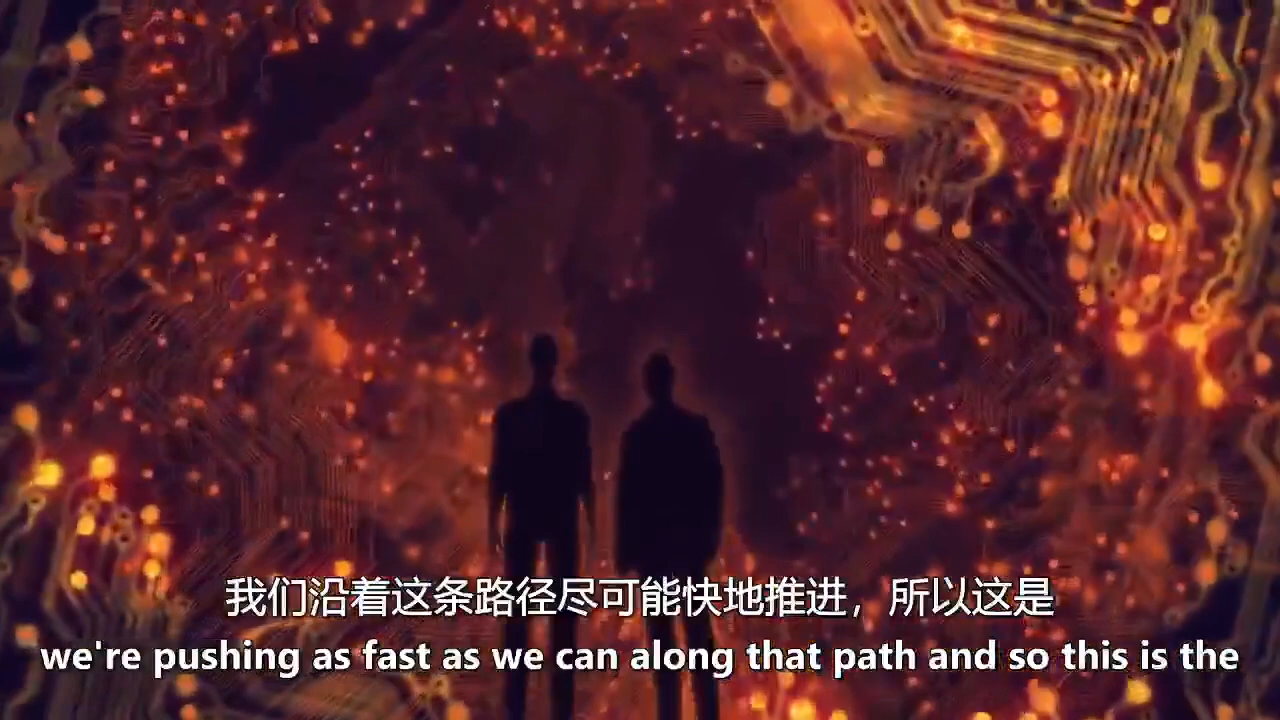 我们沿着这条路径尽可能快地推进，所以这是
we're pushing as fast as we can along that path and so this is the